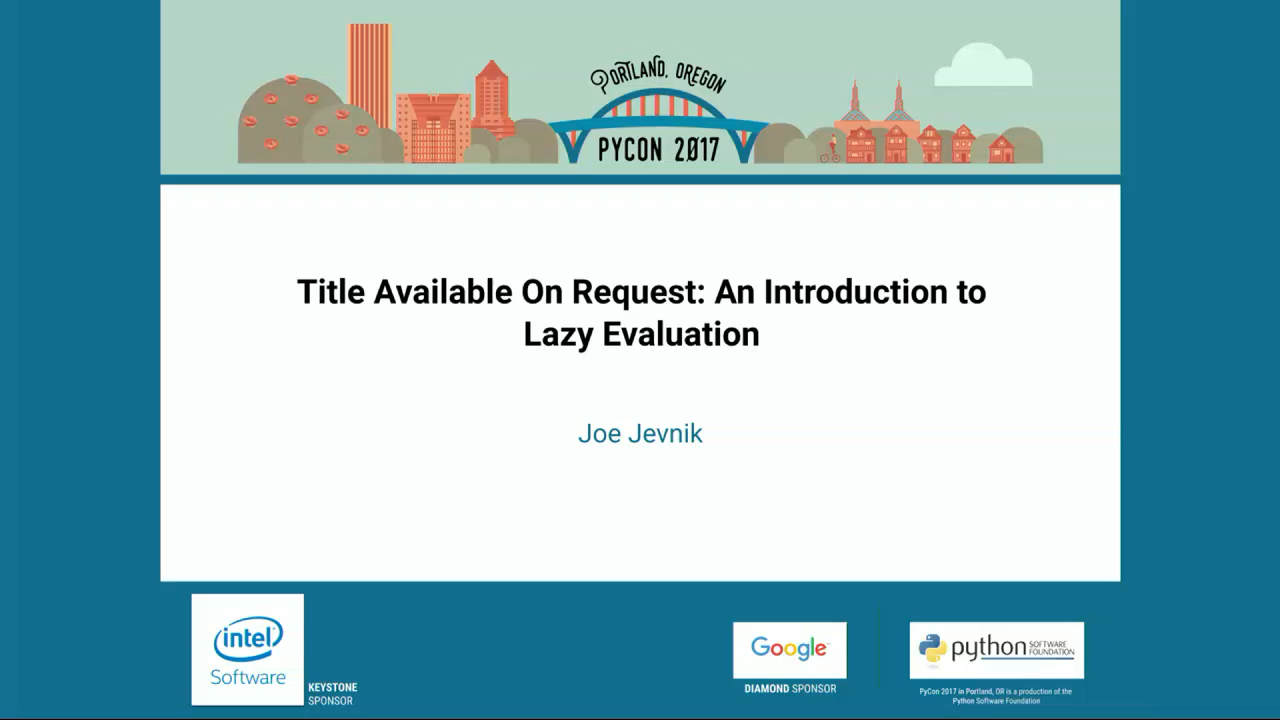 PORTLAND, OREGON
PYCON 2017
Title Available On Request: An Introduction to
Lazy Evaluation
Joe Jevnik
intel
Software
KEYSTONE
SPONSOR
Google
DIAMOND SPONSOR
python SOFTWARE
FOUNDATION
PyCon 2017 in Portland, OR is a production of the
Python Software Foundation